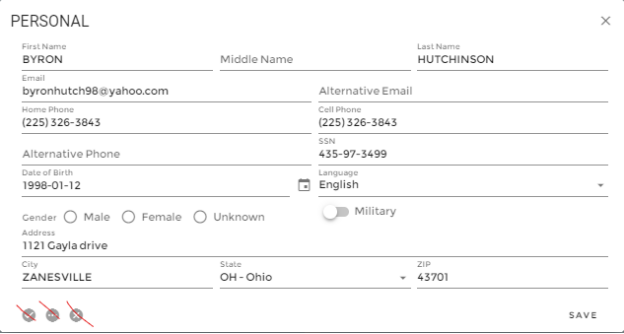 PERSONAL
First Name
BYRON
Middle Name
Last Name
HUTCHINSON
Email
byronhutch98@yahoo.com
Alternative Email
Home Phone
(225) 326-3843
Cell Phone
(225) 326-3843
Alternative Phone
SSN
435-97-3499
Date of Birth
1998-01-12
Language
English
Gender Male Female Unknown
Military
Address
1121 Gayla drive
City
ZANESVILLE
State
OH - Ohio
ZIP
43701
SAVE